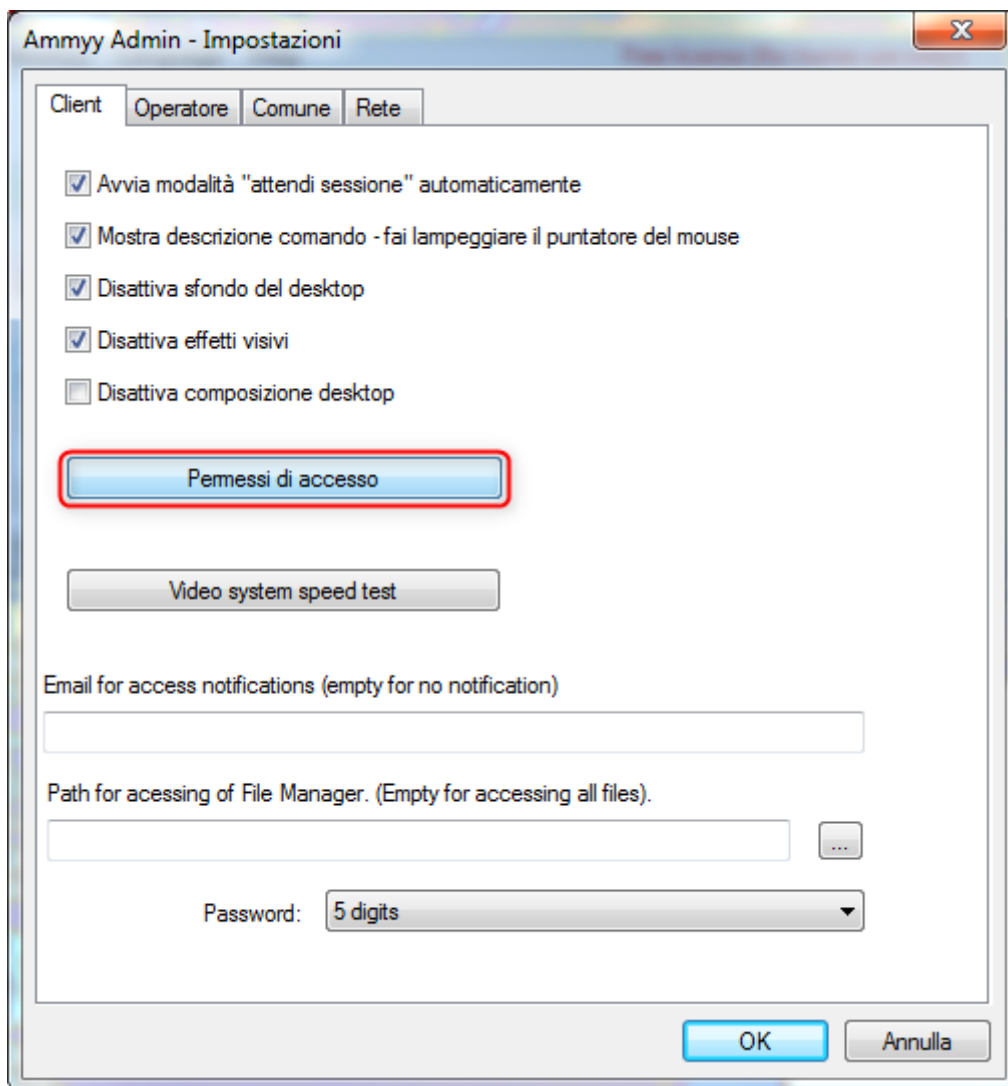 Ammyy Admin - Impostazioni
Client Operatore Comune Rete
Avvia modalità "attendi sessione" automaticamente
Mostra descrizione comando - fai lampeggiare il puntatore del mouse
Disattiva sfondo del desktop
Disattiva effetti visivi
Disattiva composizione desktop
Permessi di accesso
Video system speed test
Email for access notifications (empty for no notification)
Path for acessing of File Manager. (Empty for accessing all files).
...
Password: 5 digits
OK Annulla